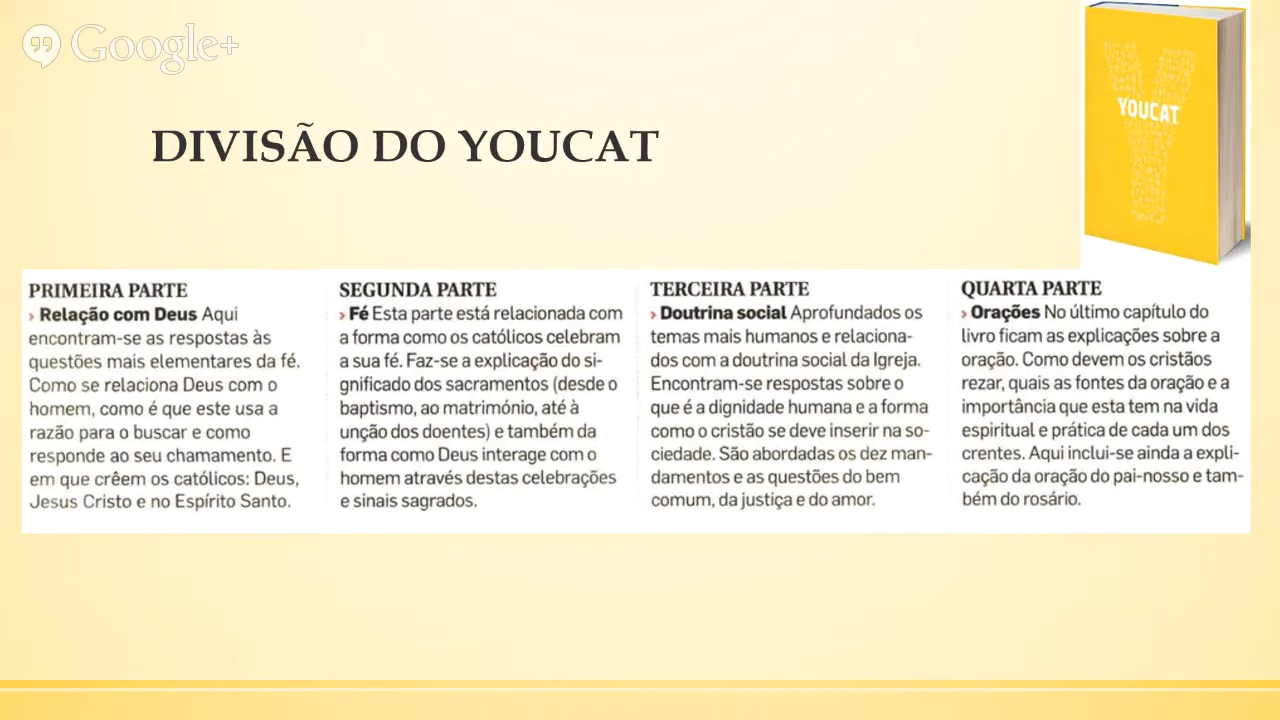 Google+
DIVISÃO DO YOUCAT
YOUCAT
PRIMEIRA PARTE
› Relação com Deus Aqui
encontram-se as respostas às
questões mais elementares da fé.
Como se relaciona Deus com o
homem, como é que este usa a
razão para o buscar e como
responde ao seu chamamento. E
em que crêem os católicos: Deus,
Jesus Cristo e no Espírito Santo.
SEGUNDA PARTE
› Fé Esta parte está relacionada com
a forma como os católicos celebram
a sua fé. Faz-se a explicação do si-
gnificado dos sacramentos (desde o
baptismo, ao matrimónio, até à
unção dos doentes) e também da
forma como Deus interage com o
homem através destas celebrações
e sinais sagrados.
TERCEIRA PARTE
› Doutrina social Aprofundados os
temas mais humanos e relaciona-
dos com a doutrina social da Igreja.
Encontram-se respostas sobre o
que é a dignidade humana e a forma
como o cristão se deve inserir na so-
ciedade. São abordadas os dez man-
damentos e as questões do bem
comum, da justiça e do amor.
QUARTA PARTE
› Orações No último capítulo do
livro ficam as explicações sobre a
oração. Como devem os cristãos
rezar, quais as fontes da oração e a
importância que esta tem na vida
espiritual e prática de cada um dos
crentes. Aqui inclui-se ainda a expli-
cação da oração do pai-nosso e tam-
bém do rosário.